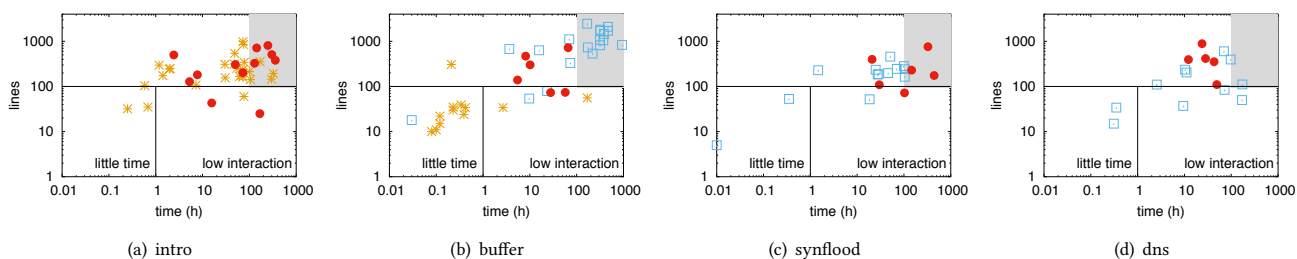 lines
1000
100
10
1
little time
low interaction
0.01 0.1 1 10 100 1000
time (h)
(a) intro
lines
1000
100
10
1
little time
low interaction
0.01 0.1 1 10 100 1000
time (h)
(b) buffer
lines
1000
100
10
1
little time
low interaction
0.01 0.1 1 10 100 1000
time (h)
(c) synflood
lines
1000
100
10
1
little time
low interaction
0.01 0.1 1 10 100 1000
time (h)
(d) dns